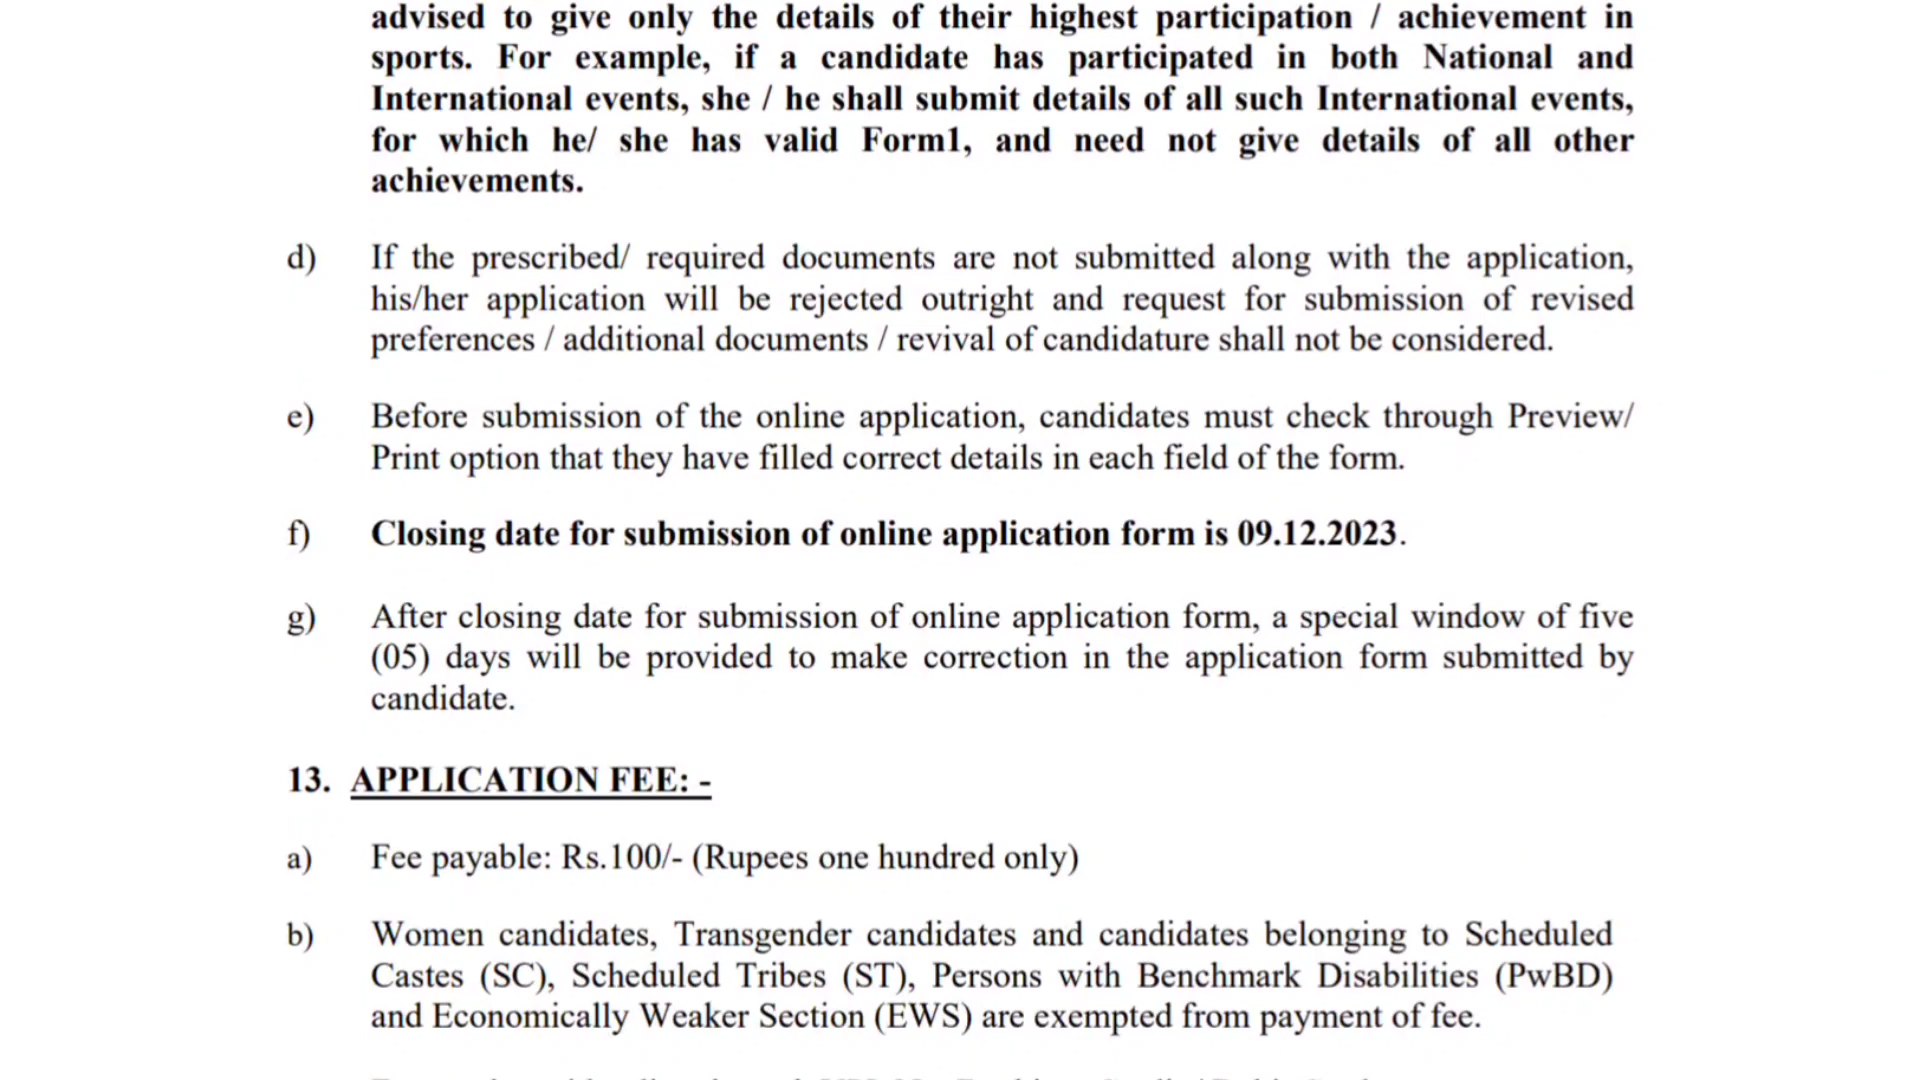 advised to give only the details of their highest participation / achievement in
sports. For example, if a candidate has participated in both National and
International events, she / he shall submit details of all such International events,
for which he/ she has valid Form1, and need not give details of all other
achievements.
d) If the prescribed/ required documents are not submitted along with the application,
his/her application will be rejected outright and request for submission of revised
preferences / additional documents / revival of candidature shall not be considered.
e) Before submission of the online application, candidates must check through Preview/
Print option that they have filled correct details in each field of the form.
f) Closing date for submission of online application form is 09.12.2023.
g) After closing date for submission of online application form, a special window of five
(05) days will be provided to make correction in the application form submitted by
candidate.
13. APPLICATION FEE: -
a) Fee payable: Rs.100/- (Rupees one hundred only)
b) Women candidates, Transgender candidates and candidates belonging to Scheduled
Castes (SC), Scheduled Tribes (ST), Persons with Benchmark Disabilities (PwBD)
and Economically Weaker Section (EWS) are exempted from payment of fee.